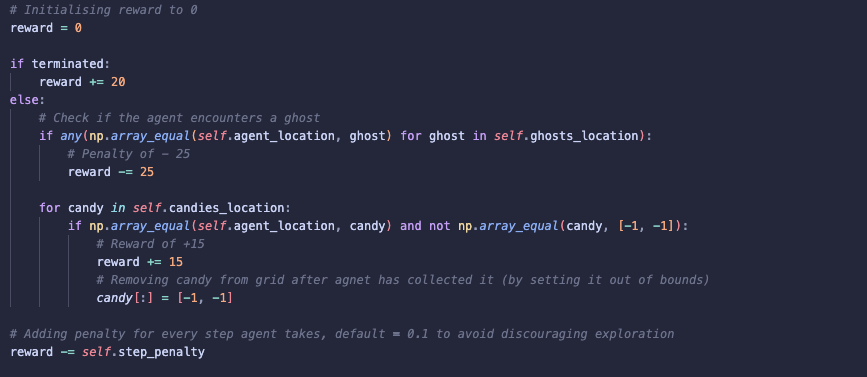 # Initialising reward to 0
reward = 0

if terminated:
    reward += 20
else:
    # Check if the agent encounters a ghost
    if any(np.array_equal(self.agent_location, ghost) for ghost in self.ghosts_location):
        # Penalty of - 25
        reward -= 25

    for candy in self.candies_location:
        if np.array_equal(self.agent_location, candy) and not np.array_equal(candy, [-1, -1]):
            # Reward of +15
            reward += 15
            # Removing candy from grid after agnet has collected it (by setting it out of bounds)
            candy[:] = [-1, -1]

# Adding penalty for every step agent takes, default = 0.1 to avoid discouraging exploration
reward -= self.step_penalty